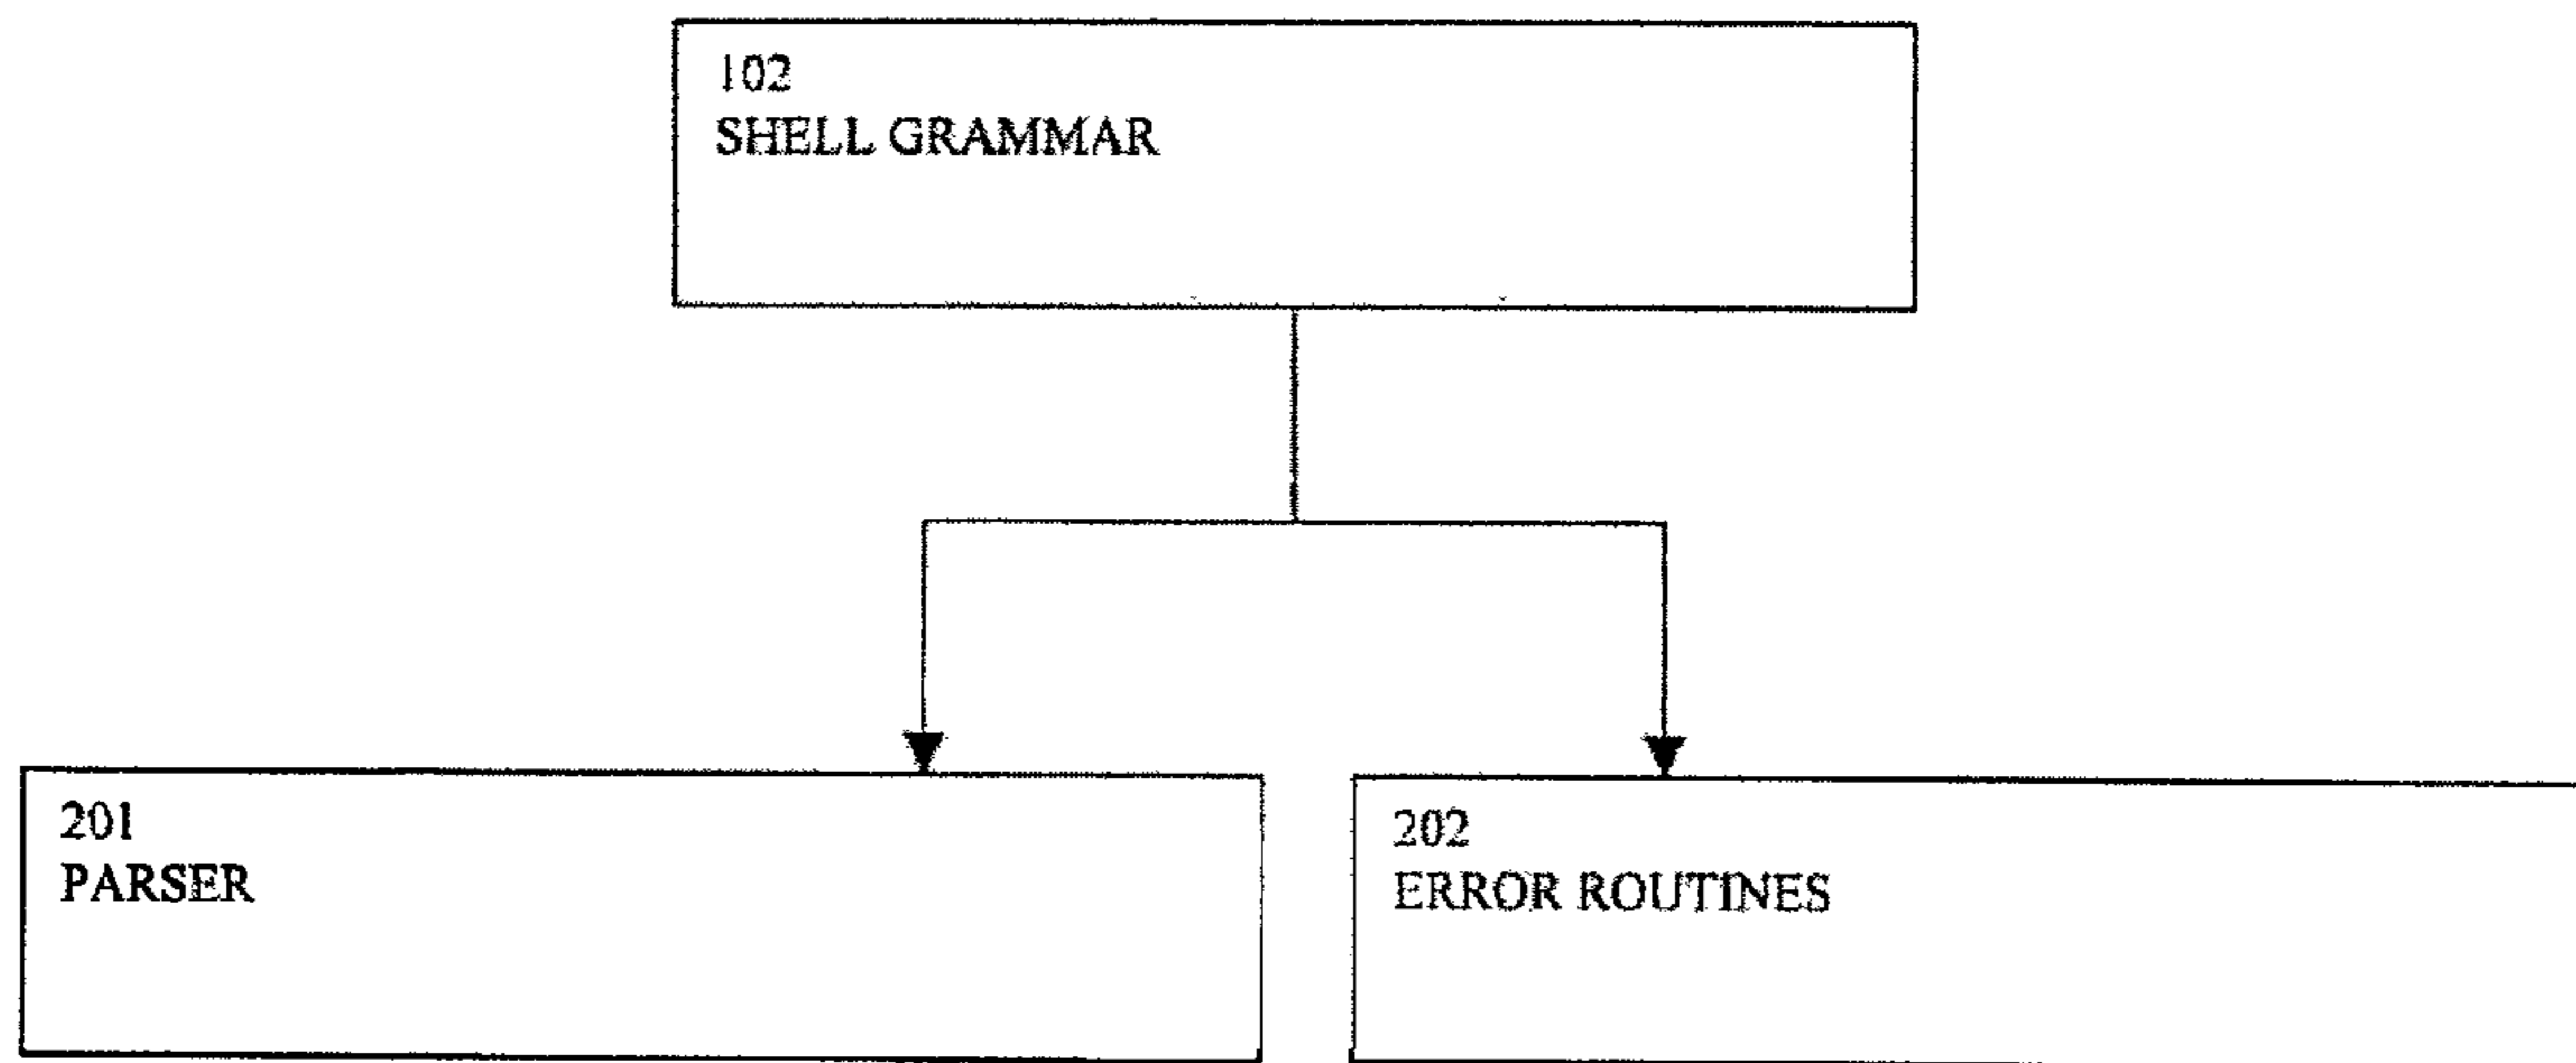 102
SHELL GRAMMAR
201
PARSER
202
ERROR ROUTINES